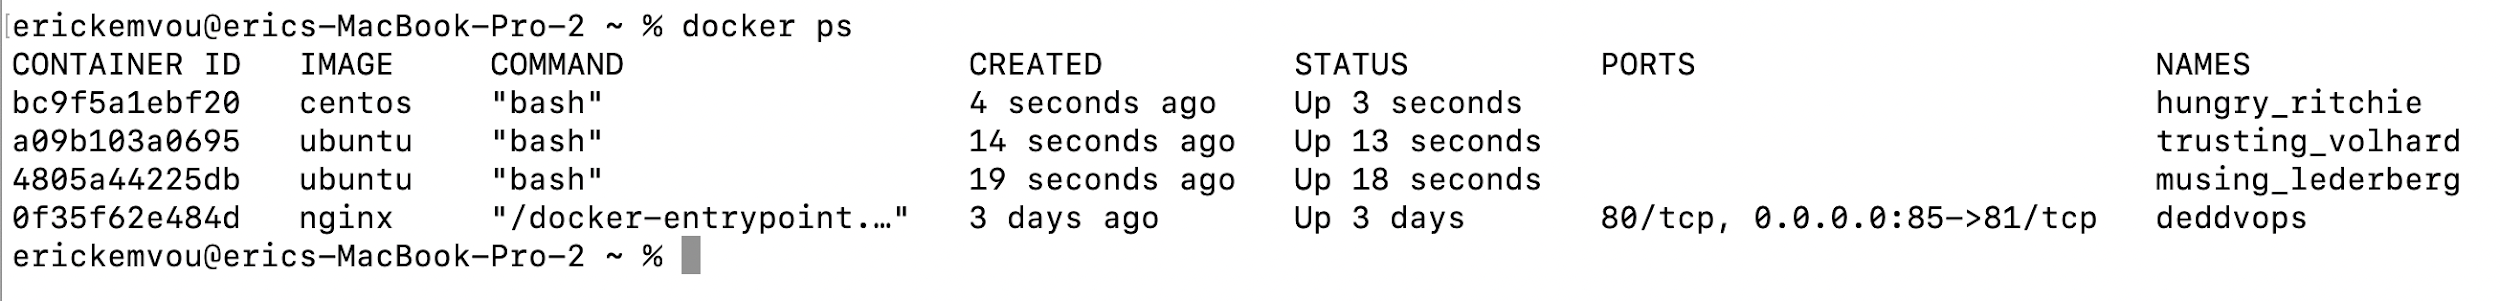 [erickemvou@erics-MacBook-Pro-2 ~ % docker ps
CONTAINER ID   IMAGE     COMMAND                  CREATED          STATUS          PORTS                        NAMES
bc9f5a1ebf20   centos    "bash"                   4 seconds ago    Up 3 seconds                                 hungry_ritchie
a09b103a0695   ubuntu    "bash"                   14 seconds ago   Up 13 seconds                                trusting_volhard
4805a44225db   ubuntu    "bash"                   19 seconds ago   Up 18 seconds                                musing_lederberg
0f35f62e484d   nginx     "/docker-entrypoint.…"   3 days ago       Up 3 days       80/tcp, 0.0.0.0:85->81/tcp   deddvops
erickemvou@erics-MacBook-Pro-2 ~ %